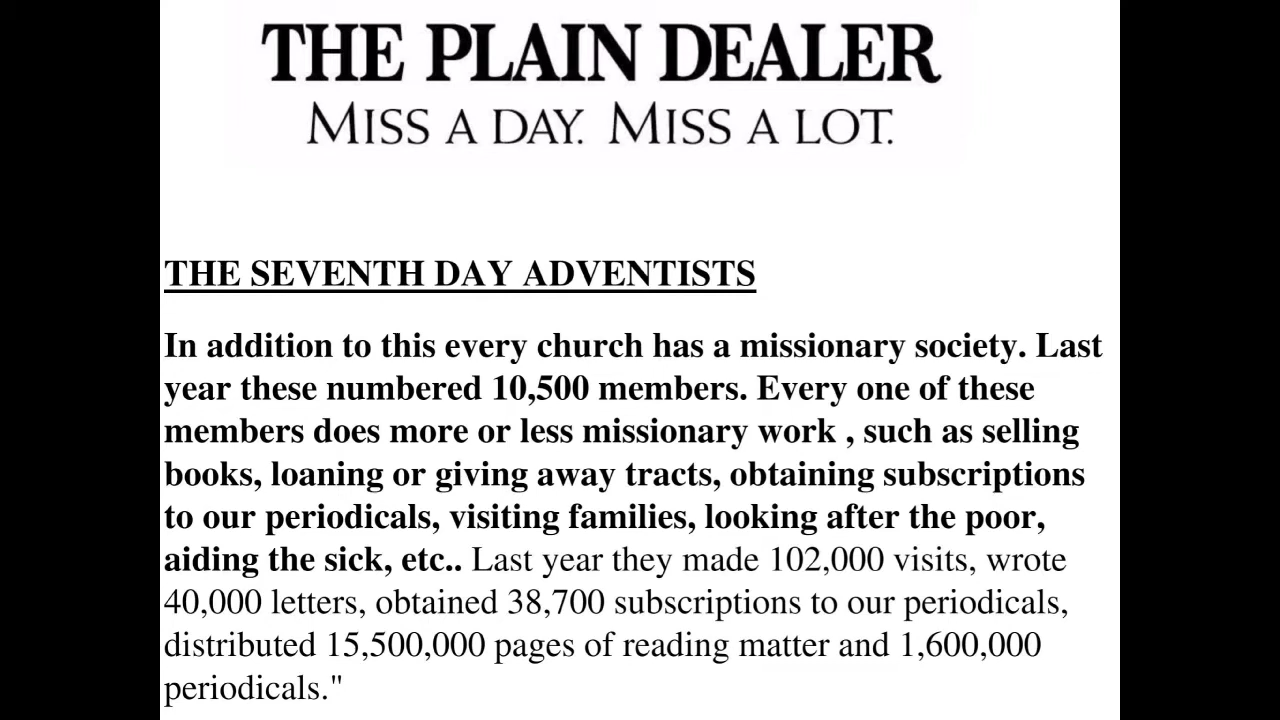 THE PLAIN DEALER
MISS A DAY. MISS A LOT.
THE SEVENTH DAY ADVENTISTS
In addition to this every church has a missionary society. Last
year these numbered 10,500 members. Every one of these
members does more or less missionary work , such as selling
books, loaning or giving away tracts, obtaining subscriptions
to our periodicals, visiting families, looking after the poor,
aiding the sick, etc.. Last year they made 102,000 visits, wrote
40,000 letters, obtained 38,700 subscriptions to our periodicals,
distributed 15,500,000 pages of reading matter and 1,600,000
periodicals."